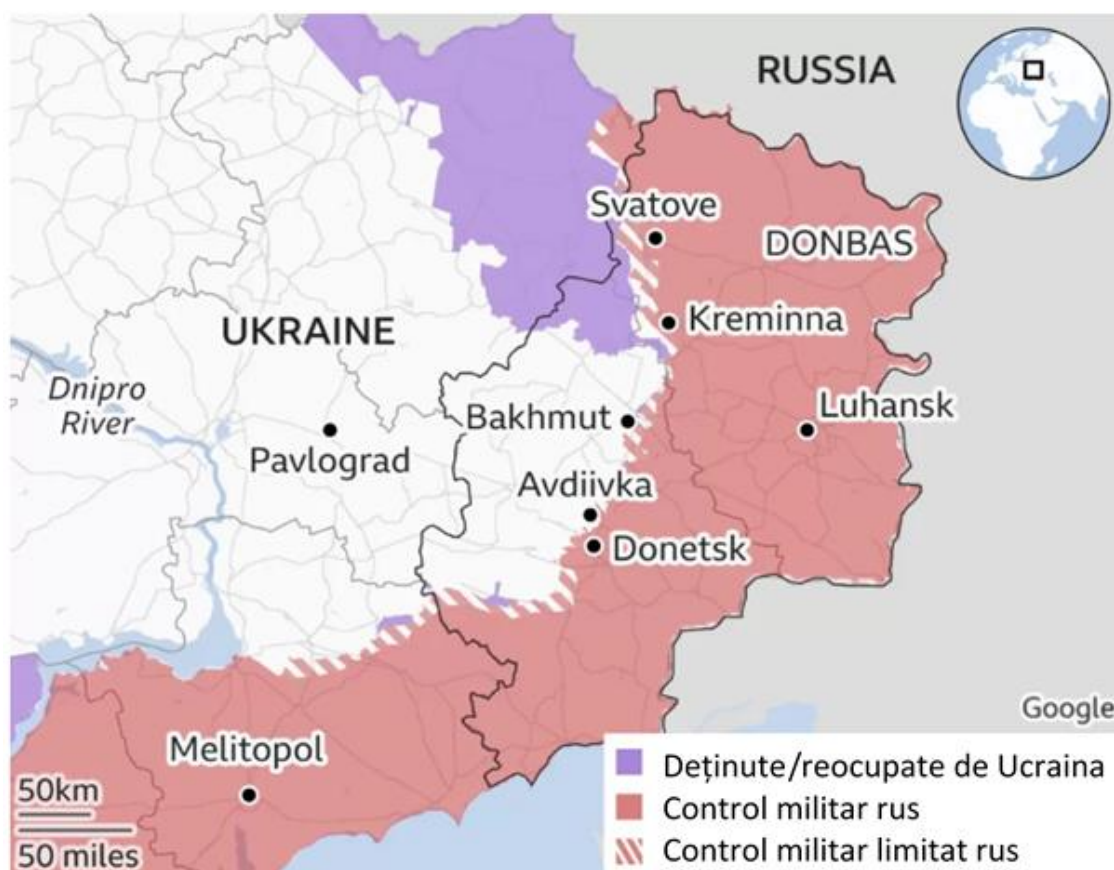 RUSSIA
Svatove
DONBAS
UKRAINE
Kreminna
Dnipro
River
Bakhmut
Luhansk
Pavlograd
Avdiivka
Donetsk
Google
Melitopol
Deținute/reocupate de Ucraina
50km
Control militar rus
50 miles
Control militar limitat rus